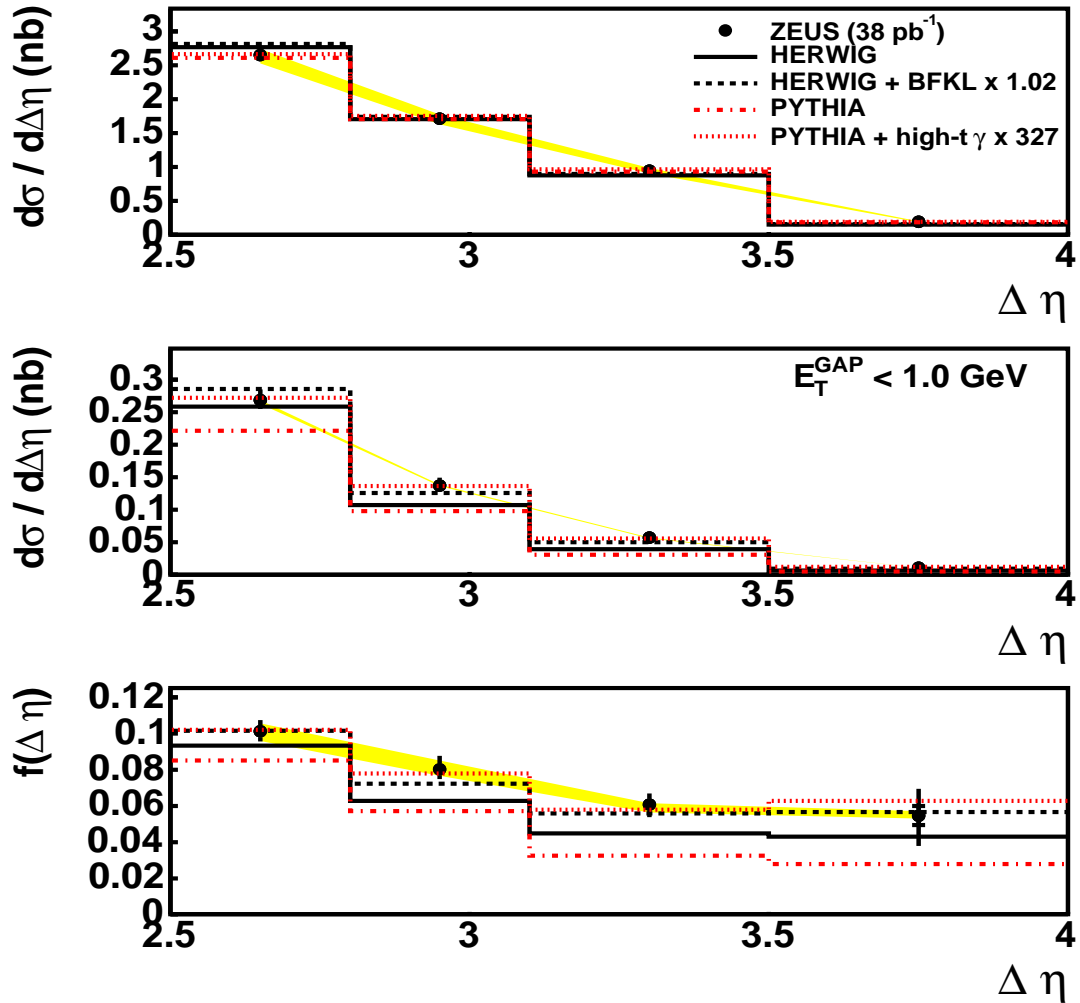 dσ / dΔη (nb)
3
2.5
2
1.5
1
0.5
0
2.5 3 3.5 4
Δ η
ZEUS (38 pb⁻¹)
HERWIG
HERWIG + BFKL x 1.02
PYTHIA
PYTHIA + high-t γ x 327
dσ / dΔη (nb)
0.3
0.25
0.2
0.15
0.1
0.05
0
2.5 3 3.5 4
Δ η
E_T^GAP < 1.0 GeV
f(Δ η)
0.12
0.1
0.08
0.06
0.04
0.02
0
2.5 3 3.5 4
Δ η